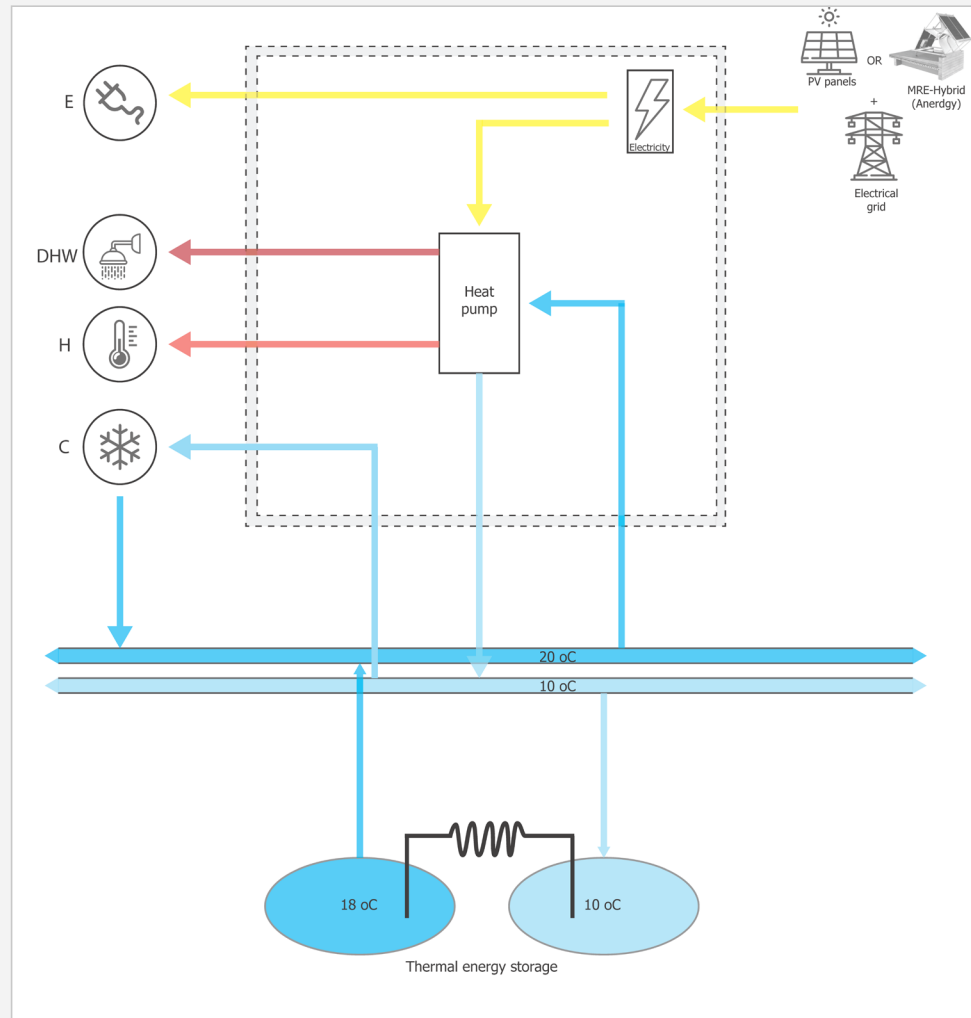 E
PV panels
OR
MRE-Hybrid
(Anerdgy)
+
Electrical
grid
Electricity
DHW
Heat
pump
H
C
20 oC
10 oC
18 oC
10 oC
Thermal energy storage